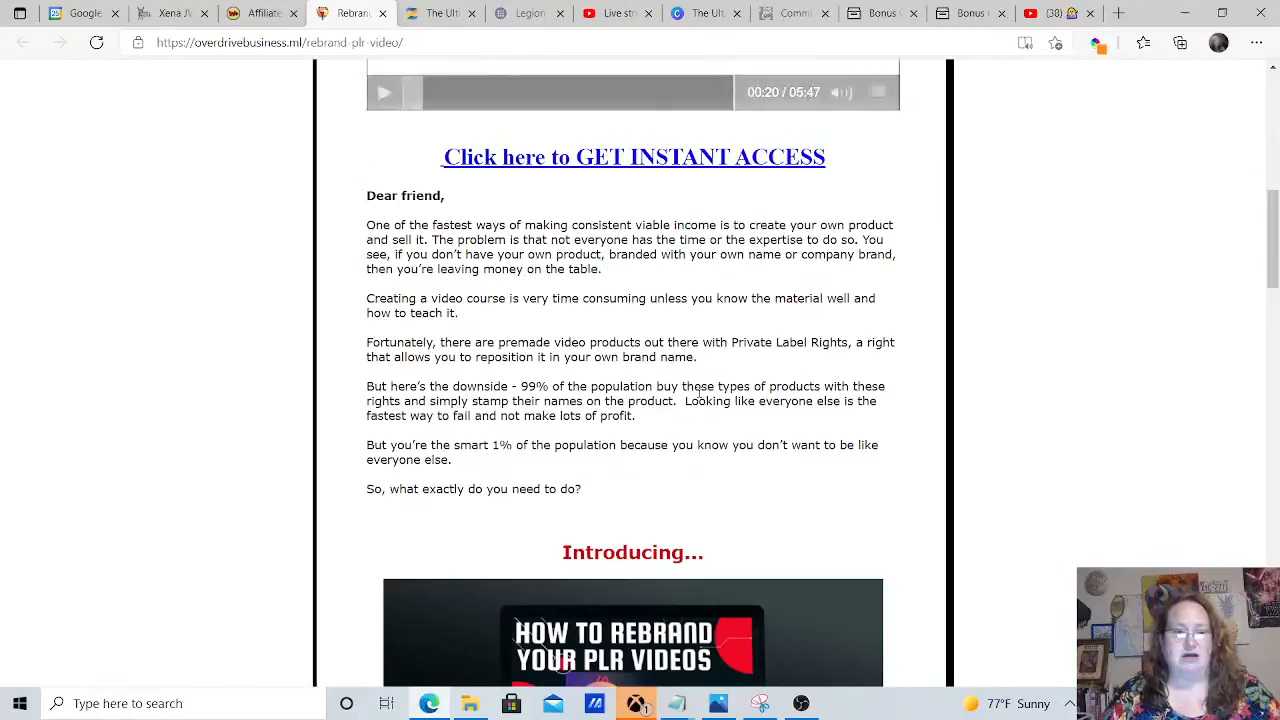 Google
Xena J
Affiliate
Rebran
The Ulti
Legion
Live str
The Ulti
Commi
Bonus
Bonus
(38)
https://overdrivebusiness.ml/rebrand-plr-video/
00:20 / 05:47
Click here to GET INSTANT ACCESS
Dear friend,
One of the fastest ways of making consistent viable income is to create your own product
and sell it. The problem is that not everyone has the time or the expertise to do so. You
see, if you don't have your own product, branded with your own name or company brand,
then you're leaving money on the table.
Creating a video course is very time consuming unless you know the material well and
how to teach it.
Fortunately, there are premade video products out there with Private Label Rights, a right
that allows you to reposition it in your own brand name.
But here's the downside - 99% of the population buy these types of products with these
rights and simply stamp their names on the product. Looking like everyone else is the
fastest way to fail and not make lots of profit.
But you're the smart 1% of the population because you know you don't want to be like
everyone else.
So, what exactly do you need to do?
Introducing...
HOW TO REBRAND
YOUR PLR VIDEOS
Type here to search
1
77°F Sunny